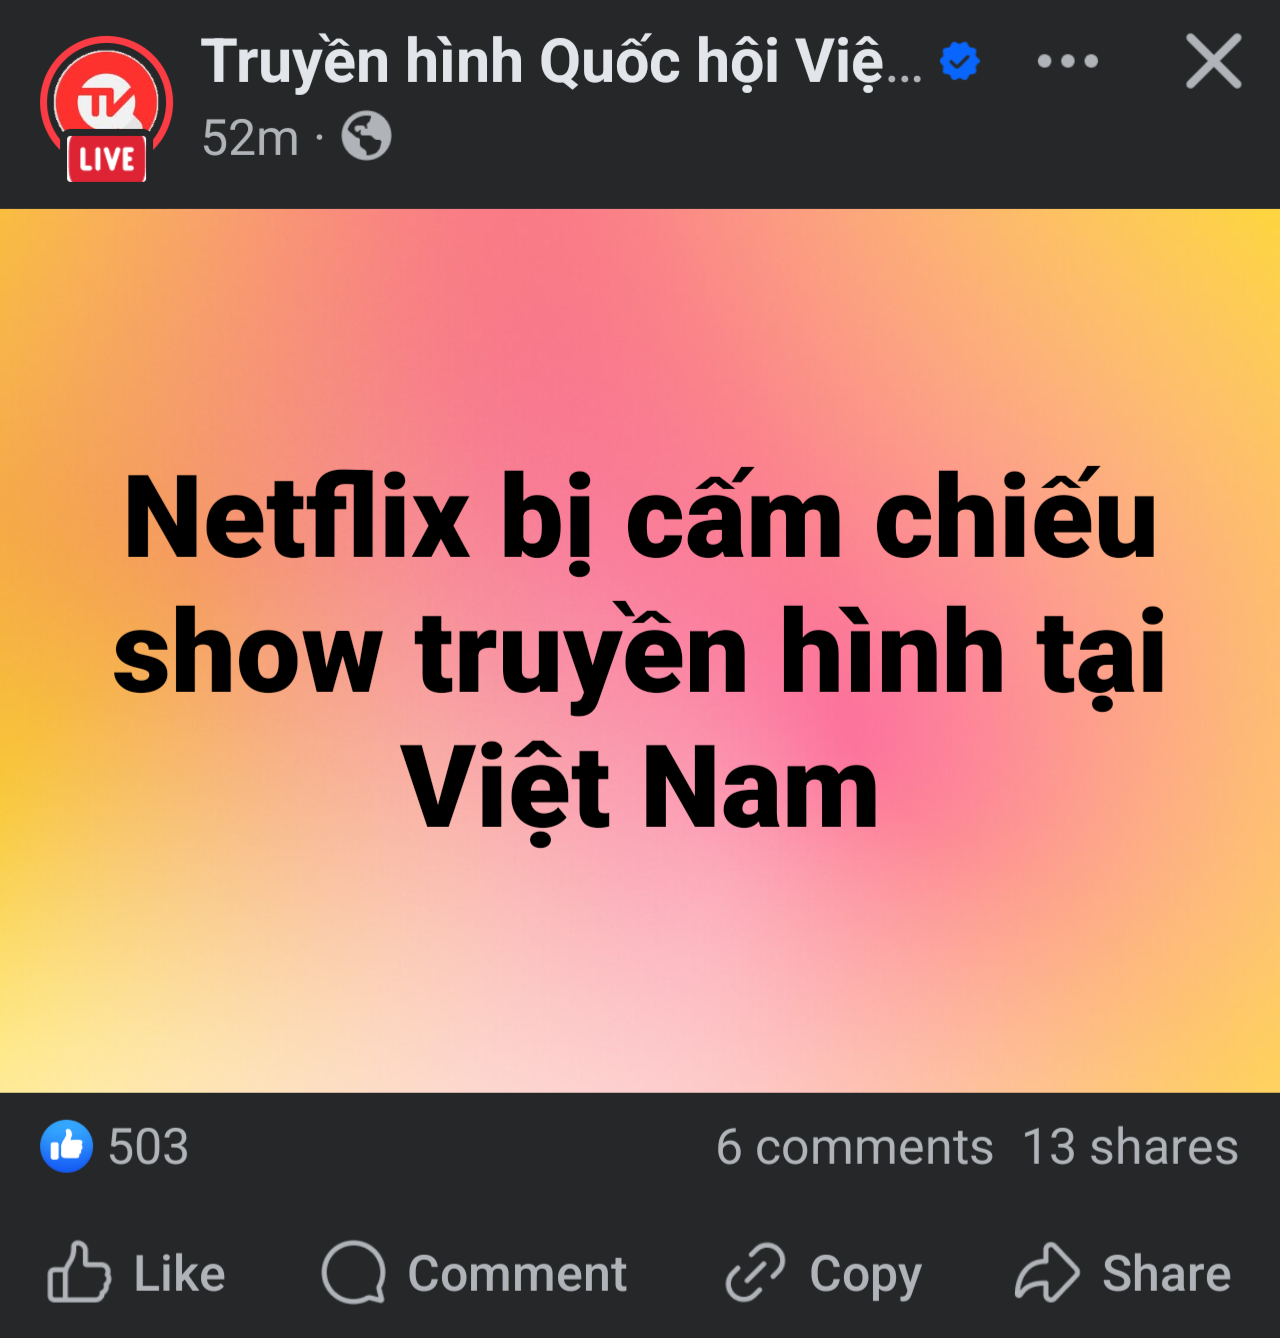 Truyền hình Quốc hội Việ...
52m ·
TV
LIVE
Netflix bị cấm chiếu
show truyền hình tại
Việt Nam
503
6 comments 13 shares
Like Comment Copy Share